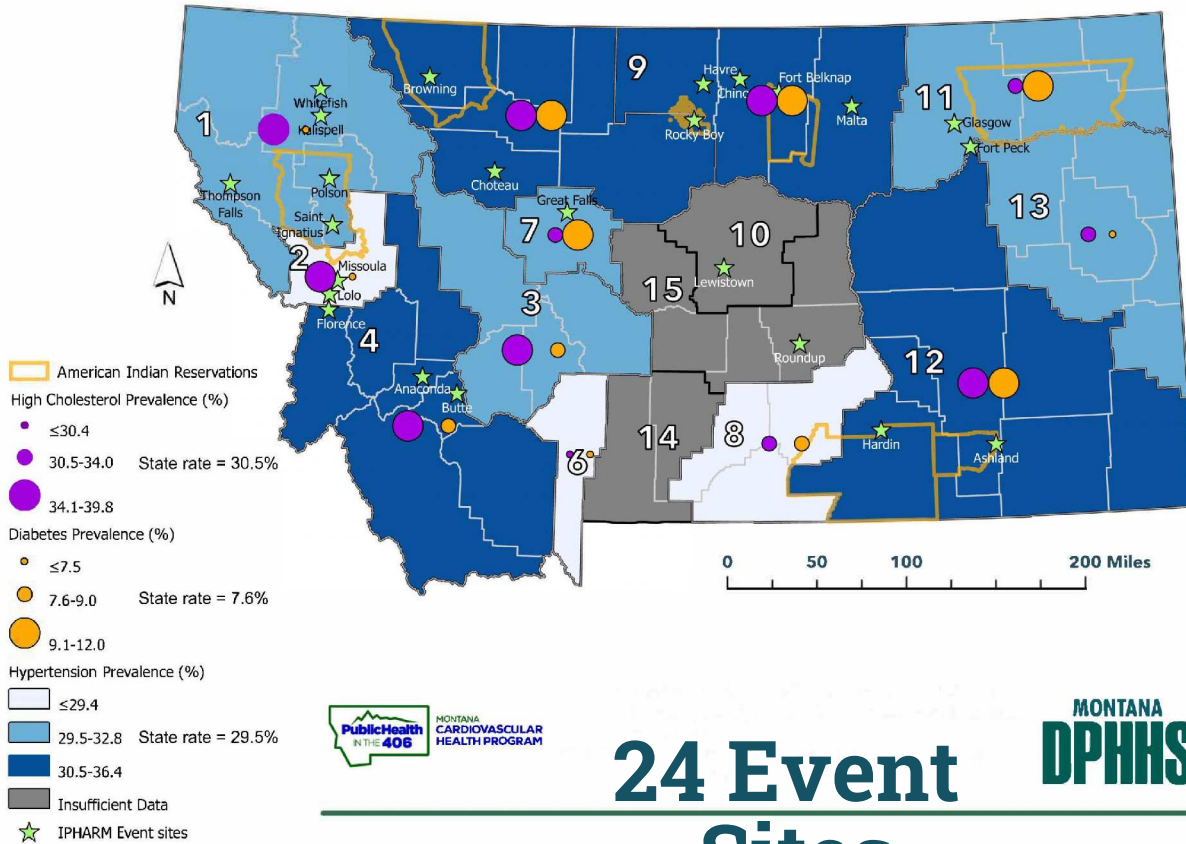 9
Havre
Chino
Fort Belknap
Browning
Whitefish
Kalispell
1
11
Malta
Rocky Boy
Glasgow
Fort Peck
Choteau
Thompson
Falls
Polson
Great Falls
13
Saint
Ignatius
7
10
2
Missoula
Lewistown
N
Lolo
15
Florence
3
4
Roundup
12
American Indian Reservations
Anaconda
Butte
High Cholesterol Prevalence (%)
≤30.4
30.5-34.0 State rate = 30.5%
34.1-39.8
14
8
Hardin
6
Ashland
Diabetes Prevalence (%)
≤7.5
7.6-9.0 State rate = 7.6%
9.1-12.0
0 50 100 200 Miles
Hypertension Prevalence (%)
≤29.4
29.5-32.8 State rate = 29.5%
30.5-36.4
Insufficient Data
IPHARM Event sites
PublicHealth
IN THE 406
MONTANA
CARDIOVASCULAR
HEALTH PROGRAM
24 Event
Sites
MONTANA
DPHHS